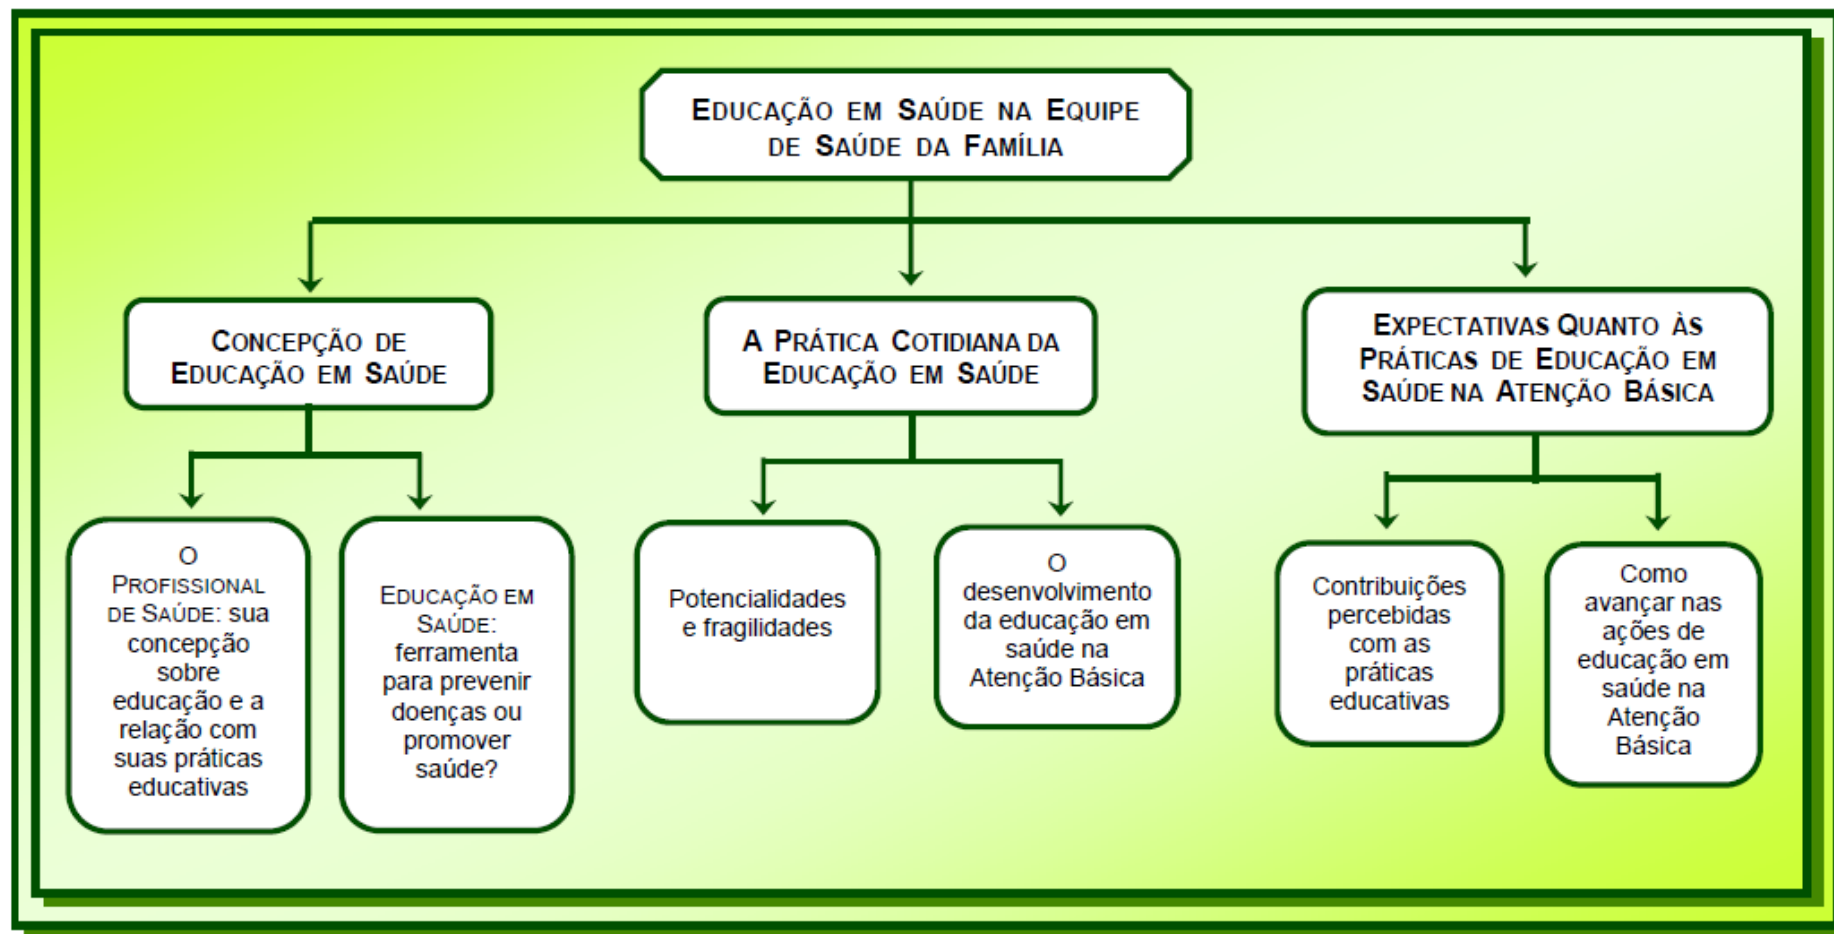 EDUCAÇÃO EM SAÚDE NA EQUIPE
DE SAÚDE DA FAMÍLIA
CONCEPÇÃO DE
EDUCAÇÃO EM SAÚDE
A PRÁTICA COTIDIANA DA
EDUCAÇÃO EM SAÚDE
EXPECTATIVAS QUANTO ÀS
PRÁTICAS DE EDUCAÇÃO EM
SAÚDE NA ATENÇÃO BÁSICA
O
PROFISSIONAL
DE SAÚDE: sua
concepção
sobre
educação e a
relação com
suas práticas
educativas
EDUCAÇÃO EM
SAÚDE:
ferramenta
para prevenir
doenças ou
promover
saúde?
Potencialidades
e fragilidades
O
desenvolvimento
da educação em
saúde na
Atenção Básica
Contribuições
percebidas
com as
práticas
educativas
Como
avançar nas
ações de
educação em
saúde na
Atenção
Básica